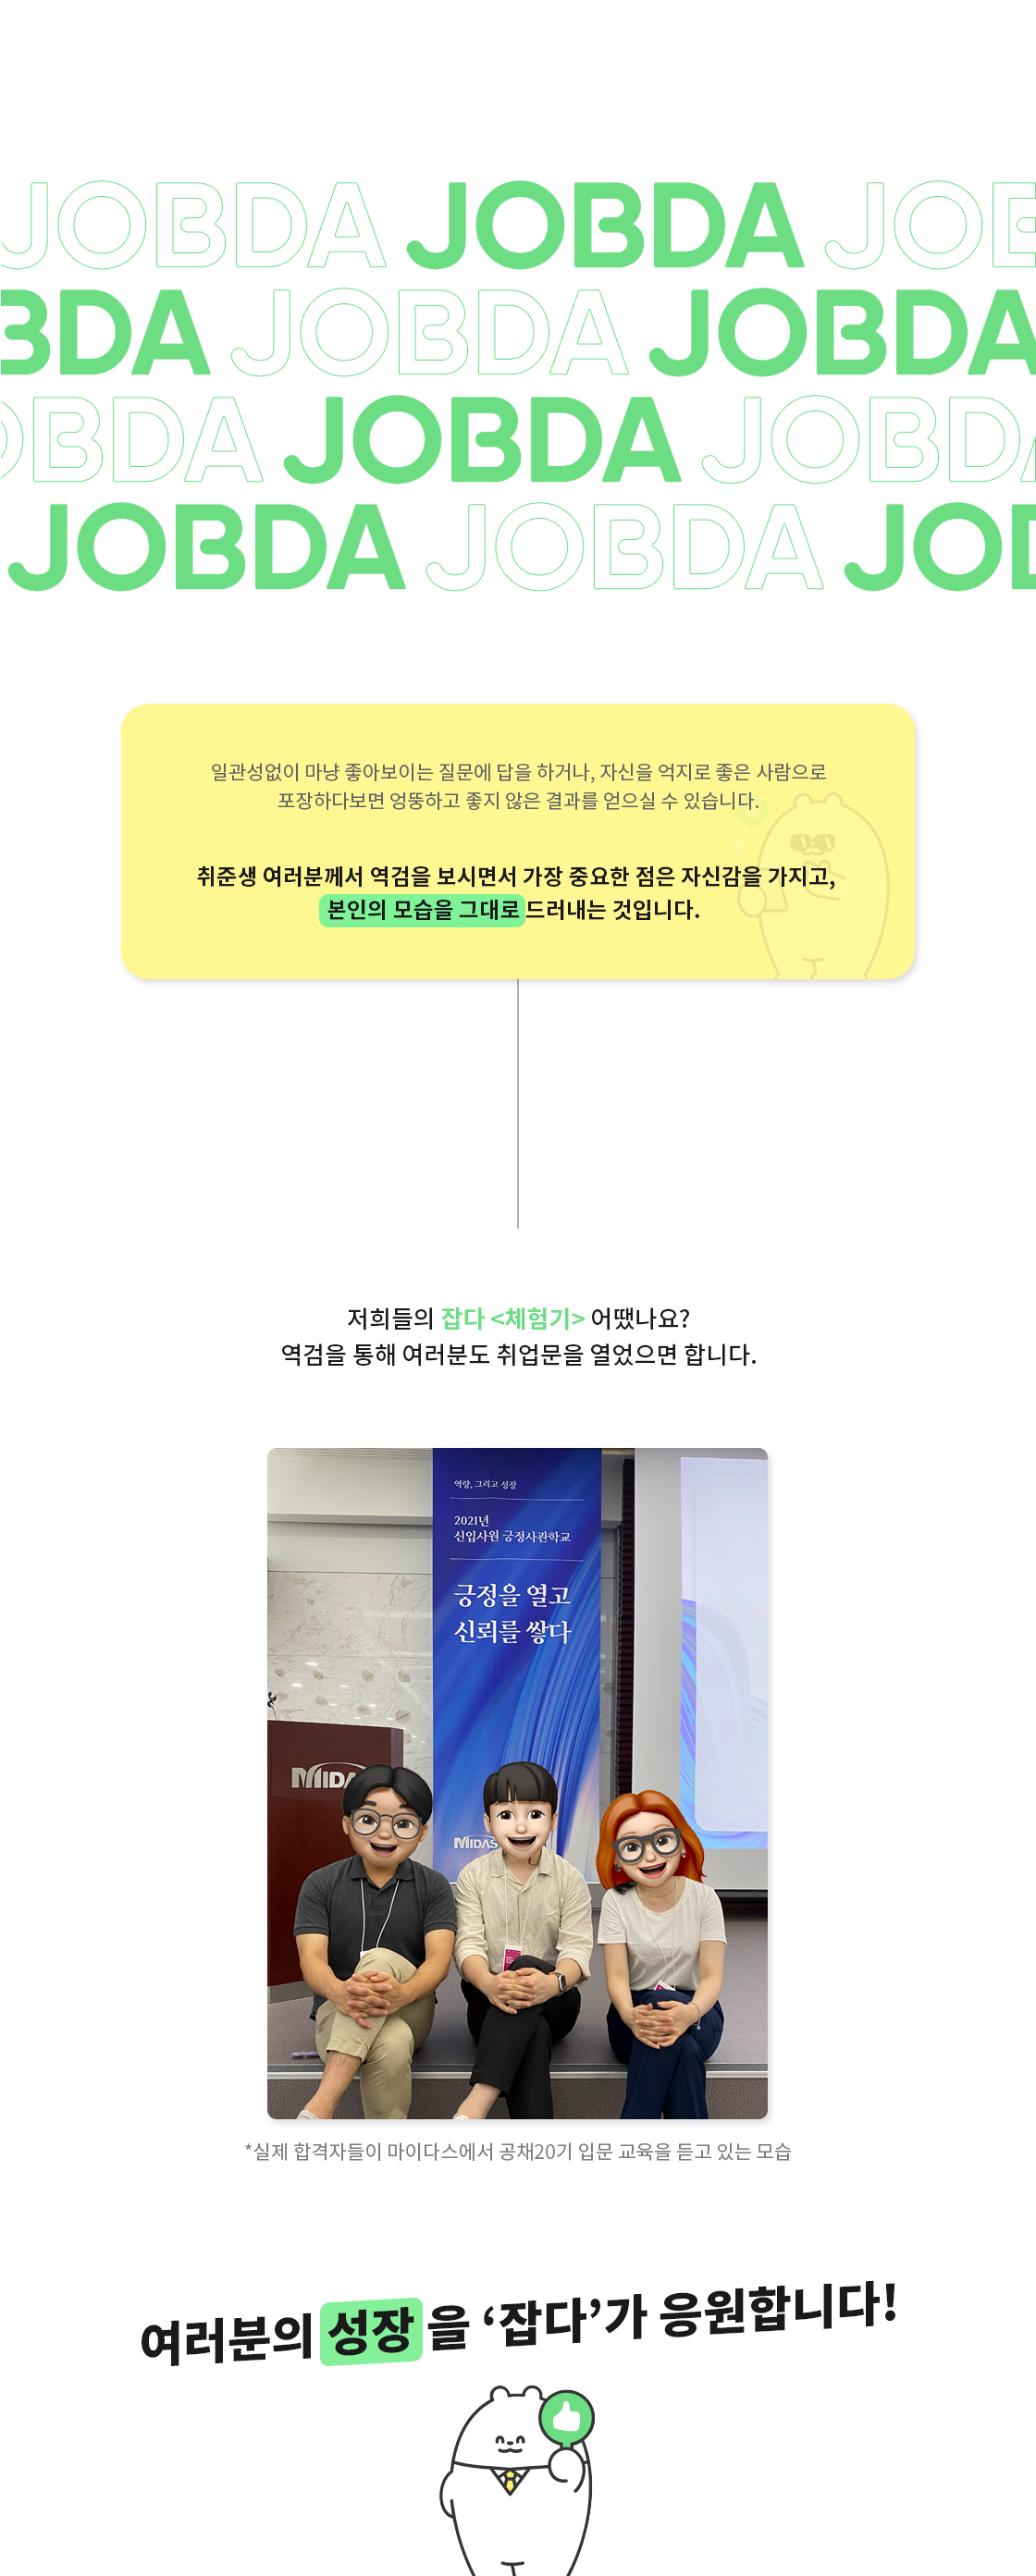 JOBDA JOBDA JOB
BDA JOBDA JOBDA
OBDA JOBDA JOBDA
JOBDA JOBDA JOD
일관성없이 마냥 좋아보이는 질문에 답을 하거나, 자신을 억지로 좋은 사람으로
포장하다보면 엉뚱하고 좋지 않은 결과를 얻으실 수 있습니다.
취준생 여러분께서 역검을 보시면서 가장 중요한 점은 자신감을 가지고,
본인의 모습을 그대로 드러내는 것입니다.
저희들의 잡다 <체험기> 어땠나요?
역검을 통해 여러분도 취업문을 열었으면 합니다.
역량, 그리고 성장
2021년
신입사원 긍정사관학교
긍정을 열고
신뢰를 쌓다
MIDA
MIDAS
*실제 합격자들이 마이다스에서 공채20기 입문 교육을 듣고 있는 모습
여러분의 성장을 ‘잡다’가 응원합니다!